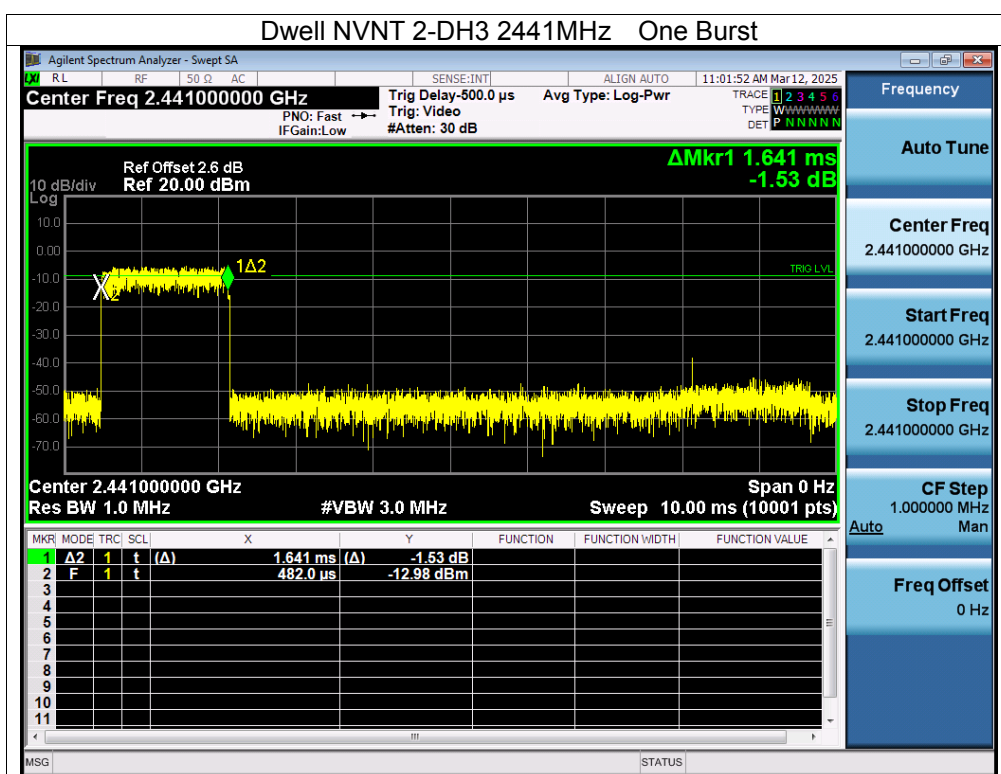 Dwell NVNT 2-DH3 2441MHz One Burst
Agilent Spectrum Analyzer - Swept SA
LXI RL RF 50 Ω AC SENSE:INT ALIGN AUTO 11:01:52 AM Mar 12, 2025
Center Freq 2.441000000 GHz
PNO: Fast
IFGain:Low
Trig Delay-500.0 µs
Trig: Video
#Atten: 30 dB
Avg Type: Log-Pwr
TRACE 1 2 3 4 5 6
TYPE WWWWWW
DET P N N N N N
Frequency
Auto Tune
Center Freq
2.441000000 GHz
Start Freq
2.441000000 GHz
Stop Freq
2.441000000 GHz
CF Step
1.000000 MHz
Auto Man
Freq Offset
0 Hz
ΔMkr1 1.641 ms
-1.53 dB
Ref Offset 2.6 dB
10 dB/div Ref 20.00 dBm
Log
10.0
0.00
-10.0
-20.0
-30.0
-40.0
-50.0
-60.0
-70.0
1Δ2
2
TRIG LVL
Center 2.441000000 GHz Span 0 Hz
Res BW 1.0 MHz #VBW 3.0 MHz Sweep 10.00 ms (10001 pts)
MKR MODE TRC SCL X Y FUNCTION FUNCTION WIDTH FUNCTION VALUE
1 Δ2 1 t (Δ) 1.641 ms (Δ) -1.53 dB
2 F 1 t 482.0 µs -12.98 dBm
3
4
5
6
7
8
9
10
11
MSG STATUS